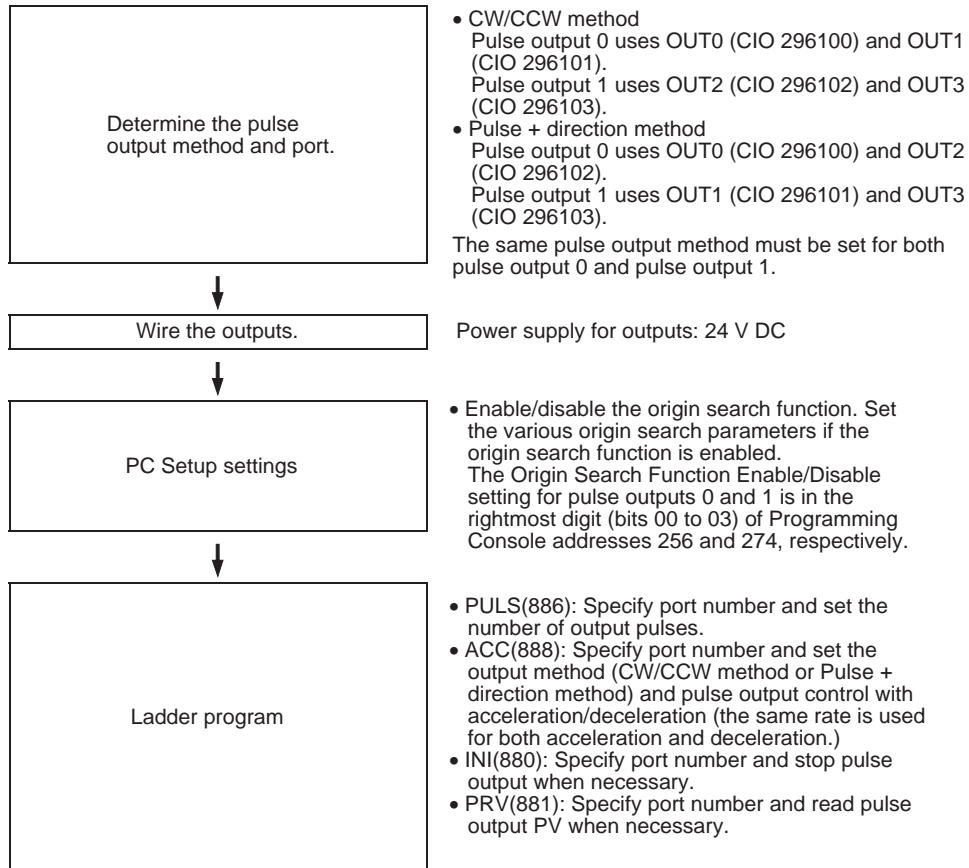 Determine the pulse
output method and port.
• CW/CCW method
Pulse output 0 uses OUT0 (CIO 296100) and OUT1
(CIO 296101).
Pulse output 1 uses OUT2 (CIO 296102) and OUT3
(CIO 296103).
• Pulse + direction method
Pulse output 0 uses OUT0 (CIO 296100) and OUT2
(CIO 296102).
Pulse output 1 uses OUT1 (CIO 296101) and OUT3
(CIO 296103).
The same pulse output method must be set for both
pulse output 0 and pulse output 1.
Wire the outputs.
Power supply for outputs: 24 V DC
PC Setup settings
• Enable/disable the origin search function. Set
the various origin search parameters if the
origin search function is enabled.
The Origin Search Function Enable/Disable
setting for pulse outputs 0 and 1 is in the
rightmost digit (bits 00 to 03) of Programming
Console addresses 256 and 274, respectively.
Ladder program
• PULS(886): Specify port number and set the
number of output pulses.
• ACC(888): Specify port number and set the
output method (CW/CCW method or Pulse +
direction method) and pulse output control with
acceleration/deceleration (the same rate is used
for both acceleration and deceleration.)
• INI(880): Specify port number and stop pulse
output when necessary.
• PRV(881): Specify port number and read pulse
output PV when necessary.